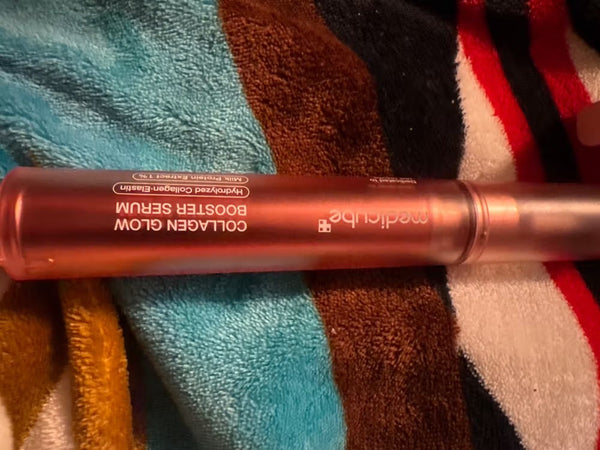 medicube
COLLAGEN GLOW
BOOSTER SERUM
Hydrolyzed Collagen-Elastin
Milk Protein Extract 1%